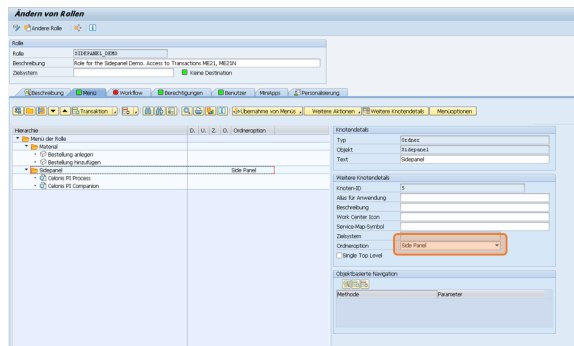 Ändern von Rollen
Andere Rolle
Rolle
Rolle SIDEPANEL_DEMO
Beschreibung Role for the Sidepanel Demo. Access to Transactions ME21, ME21N
Zielsystem Keine Destination
Beschreibung Menü Workflow Berechtigungen Benutzer MiniApps Personalisierung
Transaktion Übernahme von Menüs Weitere Aktionen Weitere Knotendetails Menüoptionen
Hierarchie D. U. Z. O. Ordneroption
Menü der Rolle
Material
Bestellung anlegen
Bestellung hinzufügen
Sidepanel Side Panel
Celonis PI Process
Celonis PI Companion
Knotendetails
Typ Ordner
Objekt Sidepanel
Text Sidepanel
Weitere Knotendetails
Knoten-ID 5
Alias für Anwendung
Beschreibung
Work Center Icon
Service-Map-Symbol
Zielsystem
Ordneroption Side Panel
Single Top Level
Objektbasierte Navigation
Methode Parameter